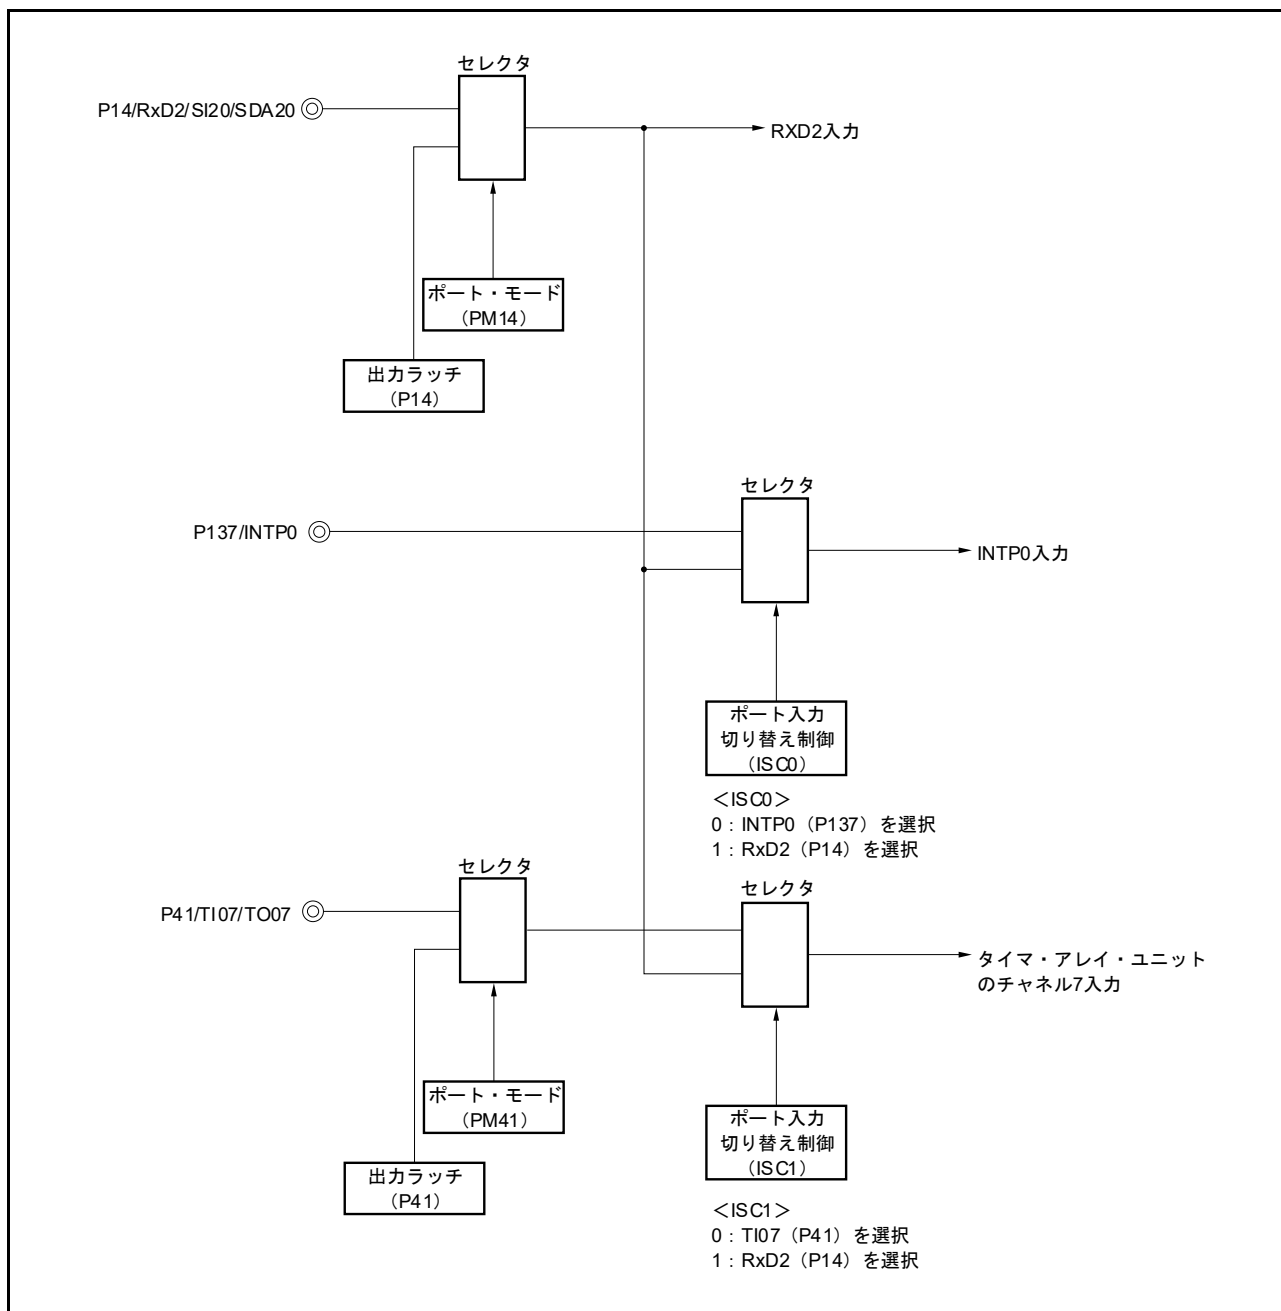 セレクタ
P14/RxD2/SI20/SDA20
RXD2入力
ポート・モード
（PM14）
出力ラッチ
（P14）
セレクタ
P137/INTP0
INTP0入力
ポート入力
切り替え制御
（ISC0）
＜ISC0＞
0：INTP0（P137）を選択
1：RxD2（P14）を選択
セレクタ
セレクタ
P41/TI07/TO07
タイマ・アレイ・ユニット
のチャネル7入力
ポート・モード
（PM41）
出力ラッチ
（P41）
ポート入力
切り替え制御
（ISC1）
＜ISC1＞
0：TI07（P41）を選択
1：RxD2（P14）を選択